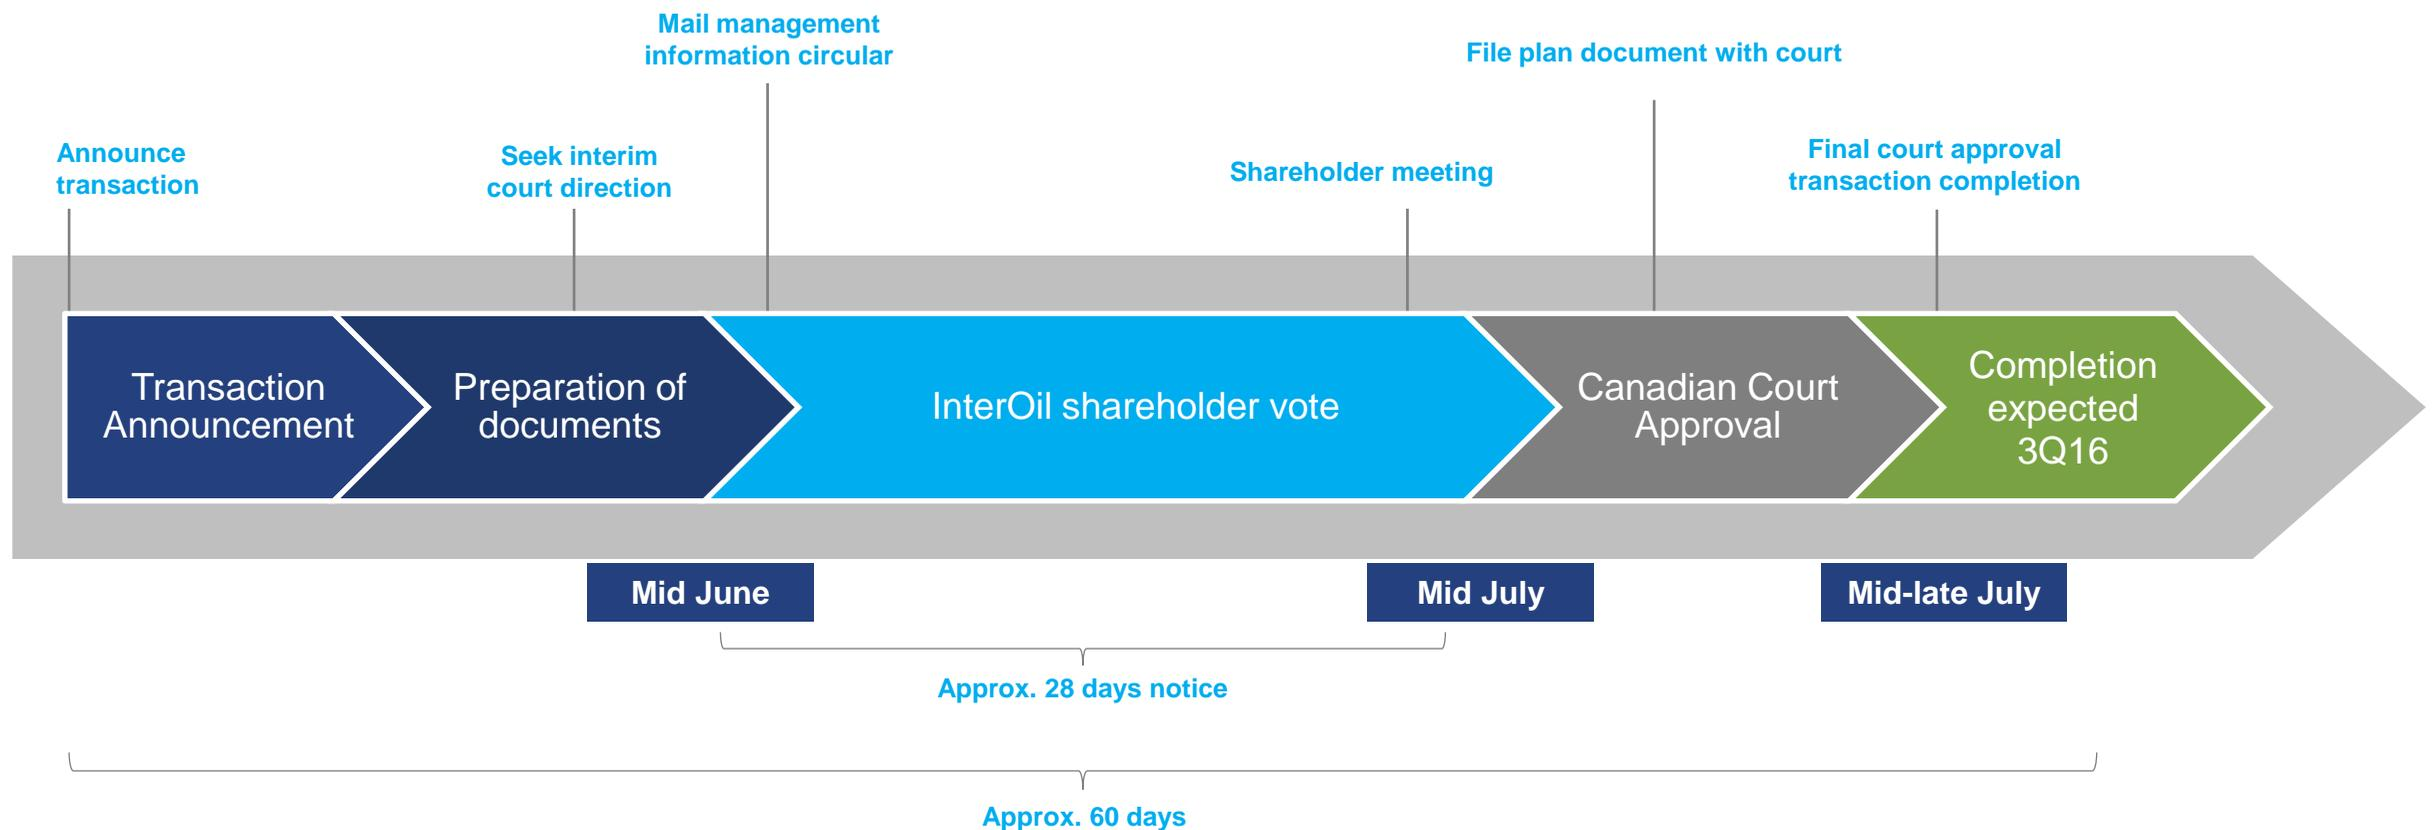 Mail management
information circular
File plan document with court
Announce
transaction
Seek interim
court direction
Shareholder meeting
Final court approval
transaction completion
Transaction
Announcement
Preparation of
documents
InterOil shareholder vote
Canadian Court
Approval
Completion
expected
3Q16
Mid June
Mid July
Mid-late July
Approx. 28 days notice
Approx. 60 days